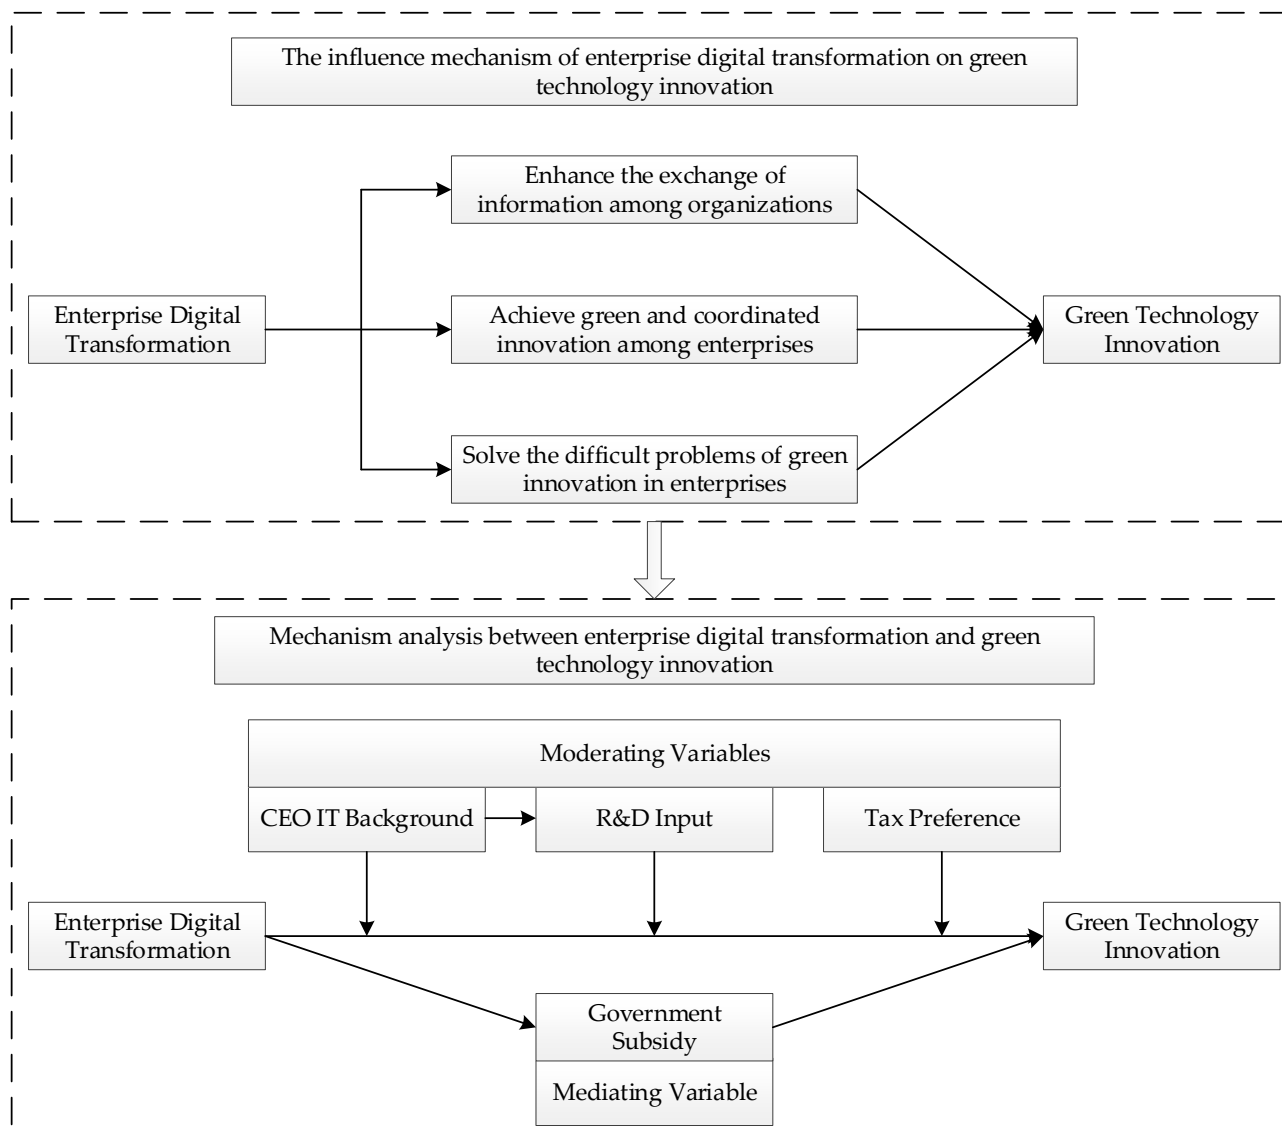 The influence mechanism of enterprise digital transformation on green
technology innovation
Enhance the exchange of
information among organizations
Enterprise Digital
Transformation
Achieve green and coordinated
innovation among enterprises
Green Technology
Innovation
Solve the difficult problems of green
innovation in enterprises
Mechanism analysis between enterprise digital transformation and green
technology innovation
Moderating Variables
CEO IT Background
R&D Input
Tax Preference
Enterprise Digital
Transformation
Green Technology
Innovation
Government
Subsidy
Mediating Variable